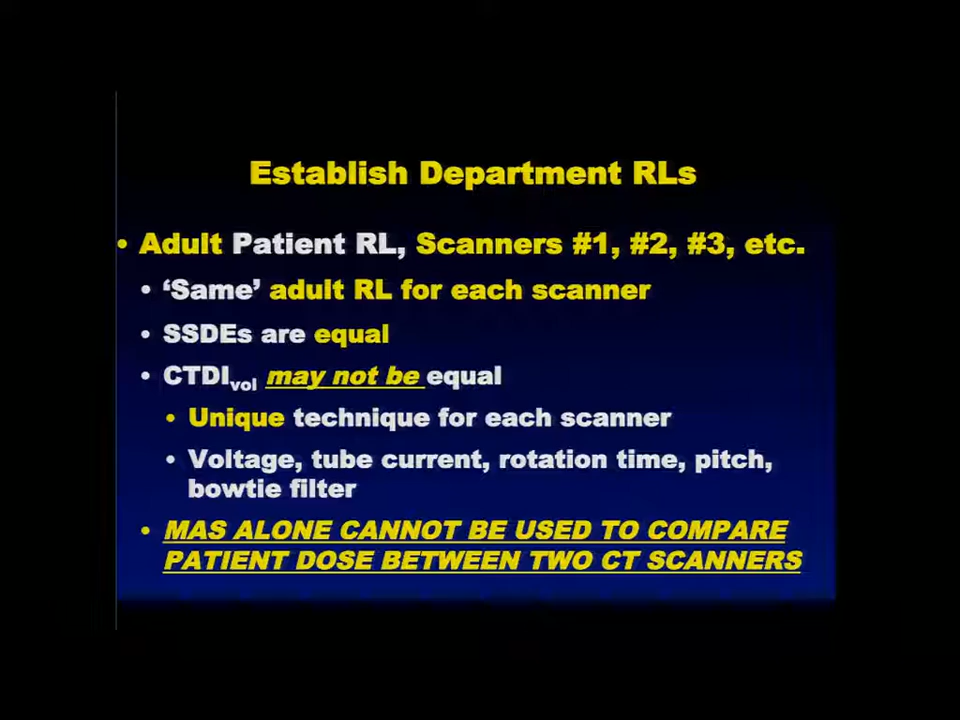 Establish Department RLs
• Adult Patient RL, Scanners #1, #2, #3, etc.
• ‘Same’ adult RL for each scanner
• SSDEs are equal
• CTDIvol may not be equal
• Unique technique for each scanner
• Voltage, tube current, rotation time, pitch,
bowtie filter
• MAS ALONE CANNOT BE USED TO COMPARE
PATIENT DOSE BETWEEN TWO CT SCANNERS